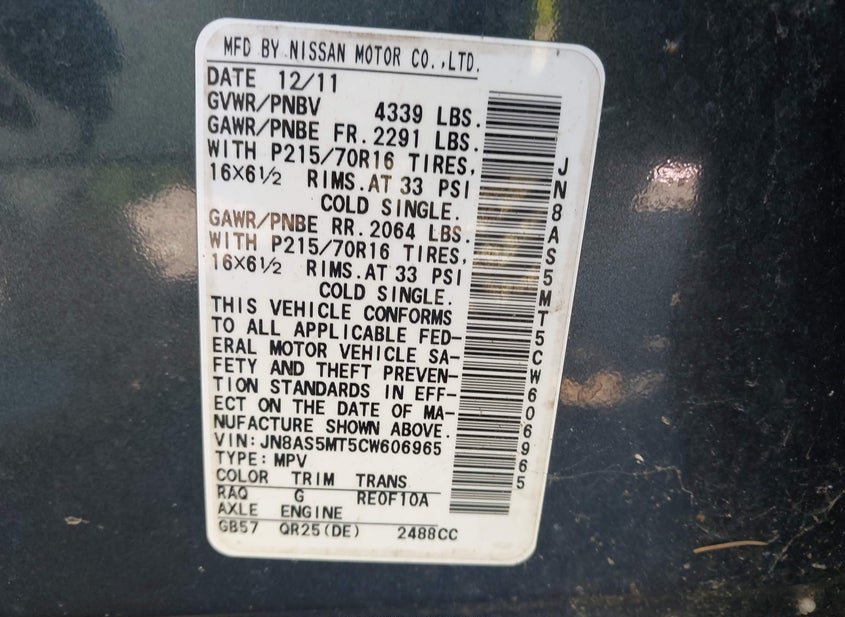 MFD BY NISSAN MOTOR CO.,LTD.
DATE 12/11
GVWR/PNBV 4339 LBS.
GAWR/PNBE FR.2291 LBS.
WITH P215/70R16 TIRES,
16X6½ RIMS.AT 33 PSI
COLD SINGLE.
GAWR/PNBE RR.2064 LBS.
WITH P215/70R16 TIRES,
16X6½ RIMS.AT 33 PSI
COLD SINGLE.
THIS VEHICLE CONFORMS
TO ALL APPLICABLE FED-
ERAL MOTOR VEHICLE SA-
FETY AND THEFT PREVEN-
TION STANDARDS IN EFF-
ECT ON THE DATE OF MA-
NUFACTURE SHOWN ABOVE.
VIN:JN8AS5MT5CW606965
TYPE:MPV
COLOR TRIM TRANS
RAQ G RE0F10A
AXLE ENGINE
GB57 QR25(DE) 2488CC
JN8AS5MT5CW606965